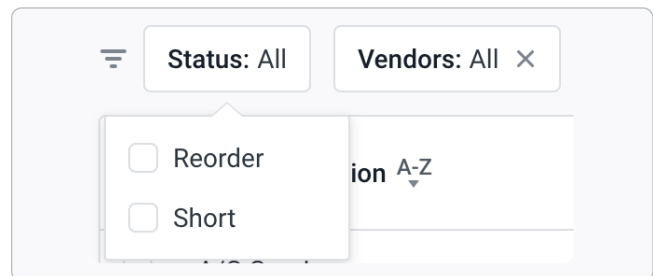 Status: All
Vendors: All
Reorder
ion A-Z
Short